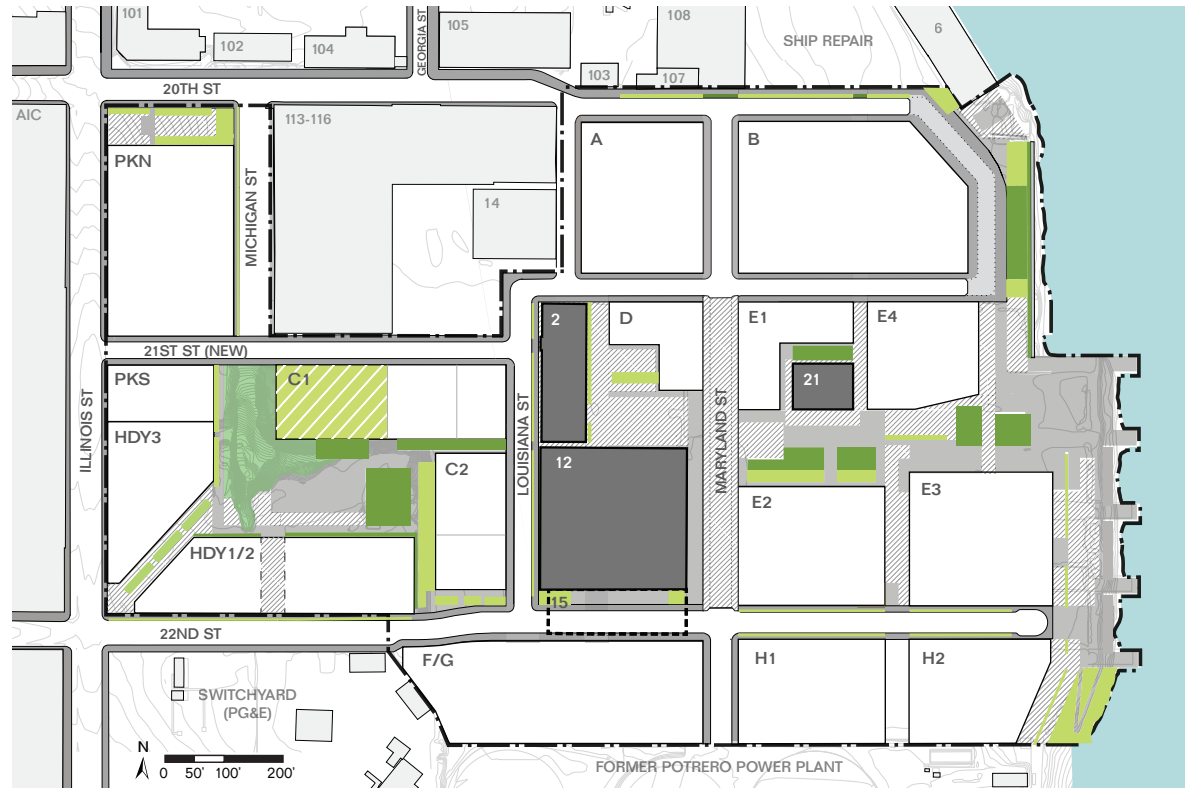 101
102
104
GEORGIA ST
105
108
SHIP REPAIR
6
103
107
20TH ST
AIC
113-116
PKN
MICHIGAN ST
14
A
B
21ST ST (NEW)
2
D
E1
E4
PKS
C1
21
ILLINOIS ST
HDY3
LOUISIANA ST
MARYLAND ST
C2
12
E2
E3
HDY1/2
15
22ND ST
F/G
H1
H2
SWITCHYARD
(PG&E)
N
0 50' 100' 200'
FORMER POTRERO POWER PLANT